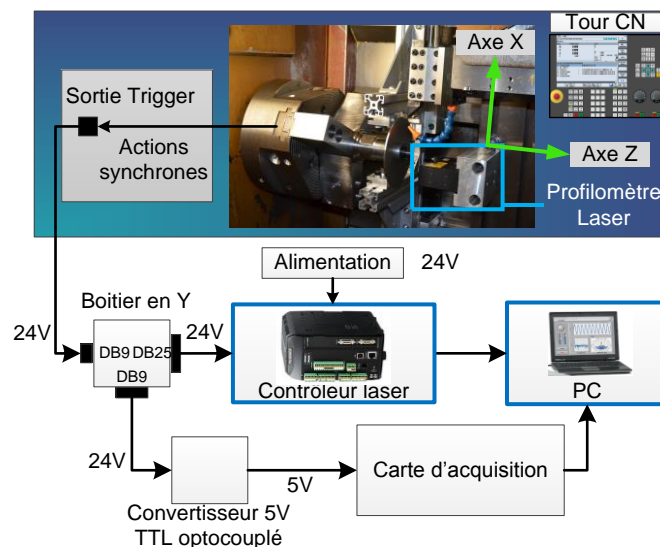 Tour CN
Axe X
Sortie Trigger
Actions
synchrones
Axe Z
Profilomètre
Laser
Alimentation
24V
Boitier en Y
24V
24V
DB9 DB25
DB9
Contrôleur laser
PC
24V
5V
Carte d'acquisition
Convertisseur 5V
TTL optocouplé